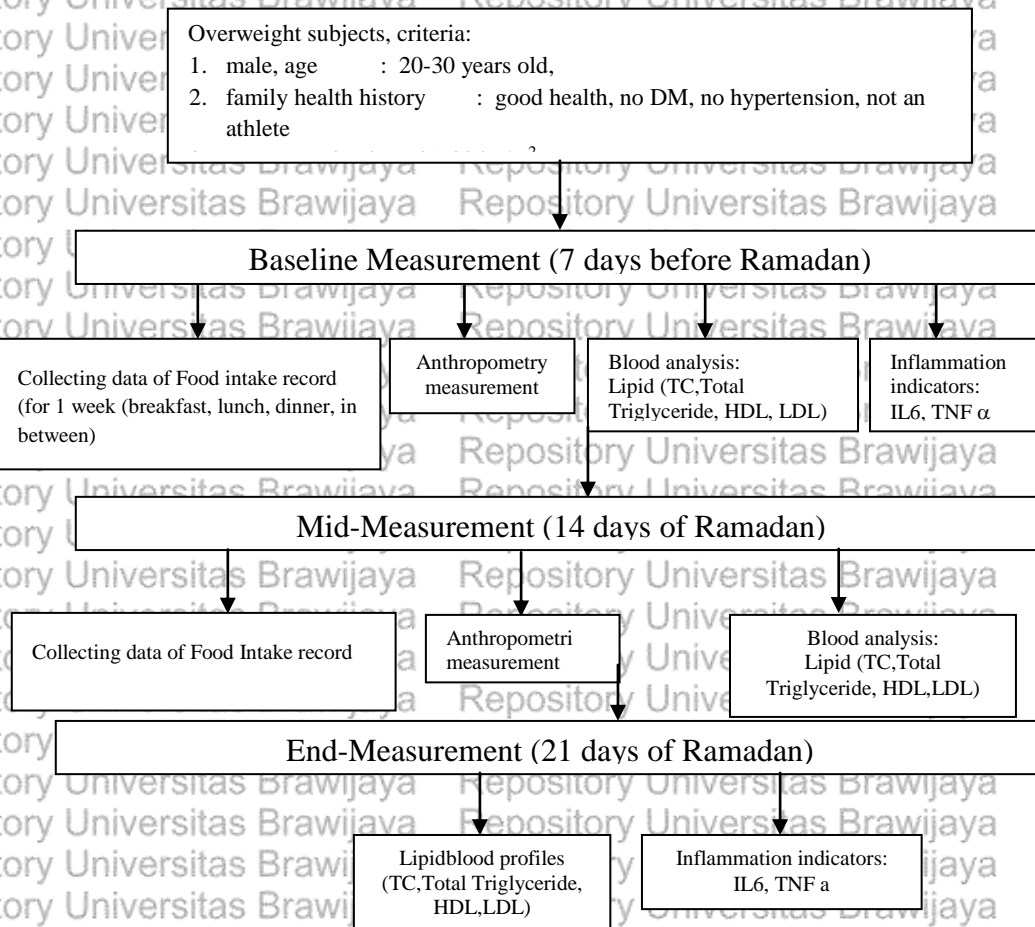 Overweight subjects, criteria:
1. male, age : 20-30 years old,
2. family health history : good health, no DM, no hypertension, not an
athlete
Baseline Measurement (7 days before Ramadan)
Collecting data of Food intake record
(for 1 week (breakfast, lunch, dinner, in
between)
Anthropometry
measurement
Blood analysis:
Lipid (TC,Total
Triglyceride, HDL, LDL)
Inflammation
indicators:
IL6, TNF α
Mid-Measurement (14 days of Ramadan)
Collecting data of Food Intake record
Anthropometri
measurement
Blood analysis:
Lipid (TC,Total
Triglyceride, HDL,LDL)
End-Measurement (21 days of Ramadan)
Lipidblood profiles
(TC,Total Triglyceride,
HDL,LDL)
Inflammation indicators:
IL6, TNF a
Repository Universitas Brawijaya